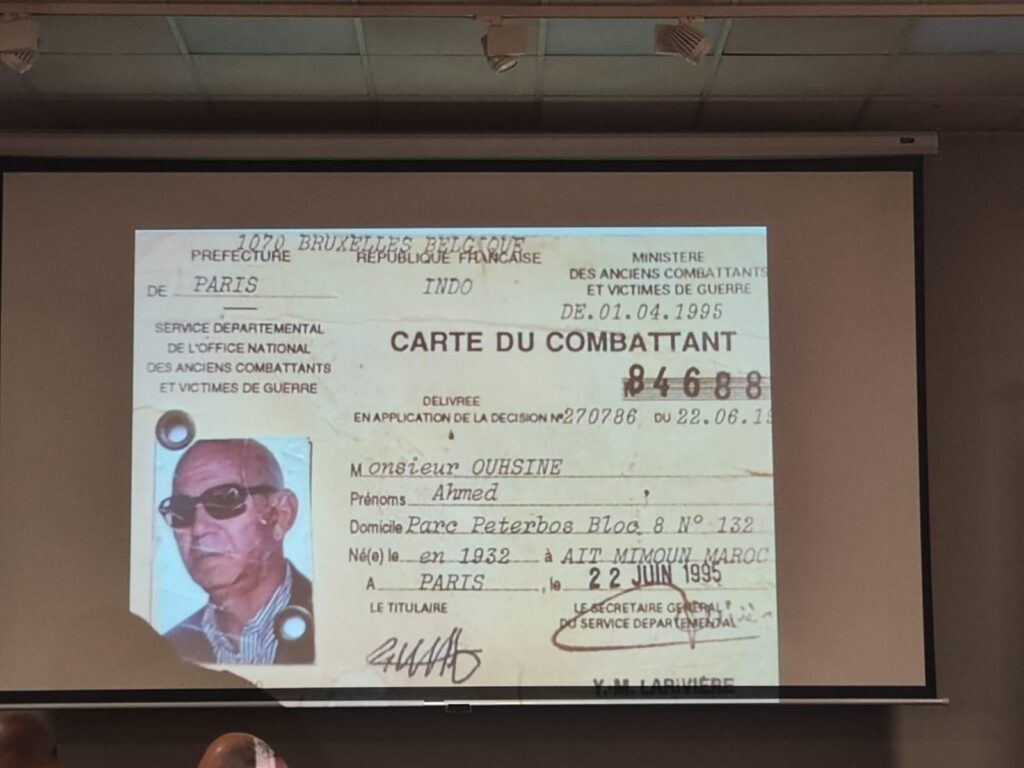 1070 BRUXELLES BELGIQUE
PREFECTURE
DE PARIS
SERVICE DEPARTEMENTAL
DE L'OFFICE NATIONAL
DES ANCIENS COMBATTANTS
ET VICTIMES DE GUERRE
RÉPUBLIQUE FRANÇAISE
INDO
MINISTERE
DES ANCIENS COMBATTANTS
ET VICTIMES DE GUERRE
DE.01.04.1995
CARTE DU COMBATTANT
84688
DELIVREE
EN APPLICATION DE LA DECISION N° 270786 DU 22.06.19
à
Monsieur OUHSINE
Prénoms Ahmed
Domicile Parc Peterbos Bloc 8 N° 132
Né(e) le en 1932 à AIT MIMOUN MAROC
A PARIS, le 22 JUIN 1995
LE TITULAIRE
LE SECRETAIRE GENERAL
DU SERVICE DEPARTEMENTAL
Y.-M. LARIVIÈRE